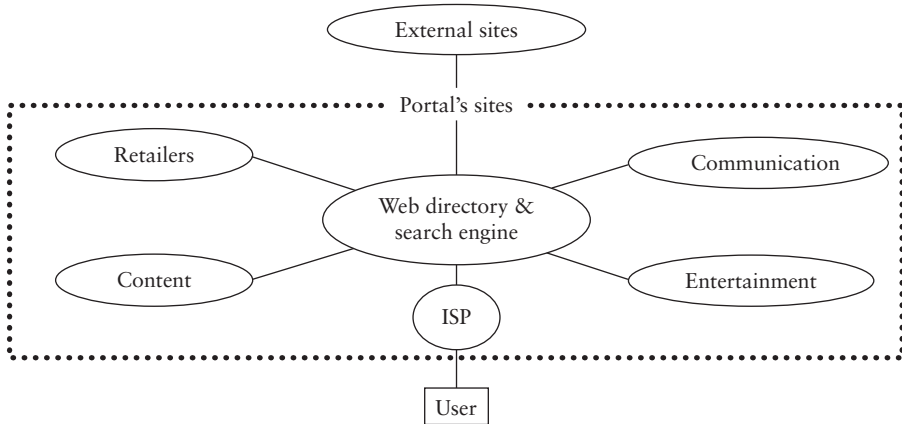 External sites
Portal’s sites
Retailers
Communication
Web directory &
search engine
Content
Entertainment
ISP
User